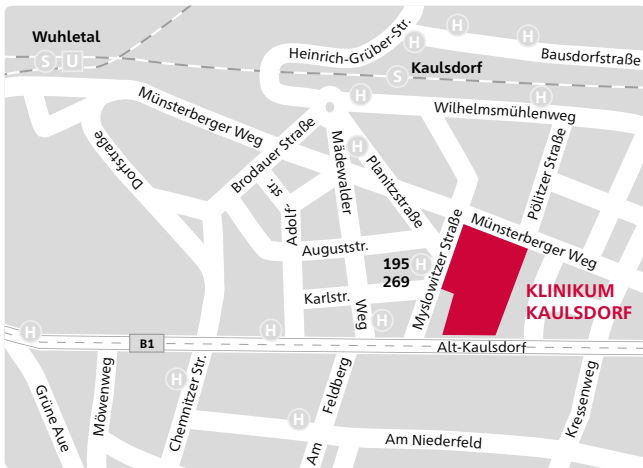 Wuhletal
S U
H
H
H
Heinrich-Grüber-Str.
Bausdorfstraße
S
Kaulsdorf
H
H
Wilhelmsmühlenweg
Münsterberger Weg
Dorfstraße
Brodauer Straße
Mädewalder
Weg
H
Planitzstraße
Pölitzer Straße
Adolf-
str.
Myslowitzer Straße
Münsterberger Weg
Auguststr.
195
269
H
Karlstr.
KLINIKUM
KAULSDORF
H
H
B1
Alt-Kaulsdorf
H
Grüne Aue
Möwenweg
Chemnitzer Str.
H
Am
Feldberg
Am Niederfeld
Kressenweg